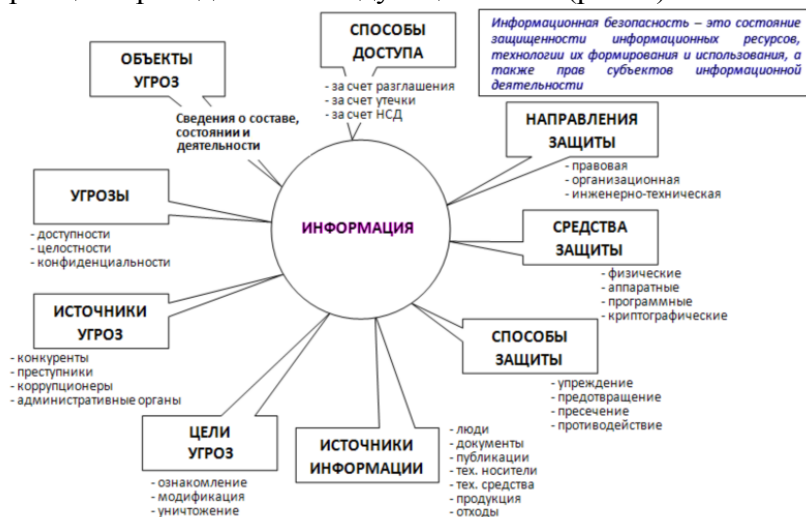 СПОСОБЫ
ДОСТУПА
- за счет разглашения
- за счет утечки
- за счет НСД
Информационная безопасность – это состояние
защищенности информационных ресурсов,
технологии их формирования и использования, а
также прав субъектов информационной
деятельности
ОБЪЕКТЫ
УГРОЗ
Сведения о составе,
состоянии и
деятельности
НАПРАВЛЕНИЯ
ЗАЩИТЫ
- правовая
- организационная
- инженерно-техническая
УГРОЗЫ
- доступности
- целостности
- конфиденциальности
ИНФОРМАЦИЯ
СРЕДСТВА
ЗАЩИТЫ
- физические
- аппаратные
- программные
- криптографические
ИСТОЧНИКИ
УГРОЗ
- конкуренты
- преступники
- коррупционеры
- административные органы
СПОСОБЫ
ЗАЩИТЫ
- упреждение
- предотвращение
- пресечение
- противодействие
ЦЕЛИ
УГРОЗ
- ознакомление
- модификация
- уничтожение
ИСТОЧНИКИ
ИНФОРМАЦИИ
- люди
- документы
- публикации
- тех. носители
- тех. средства
- продукция
- отходы